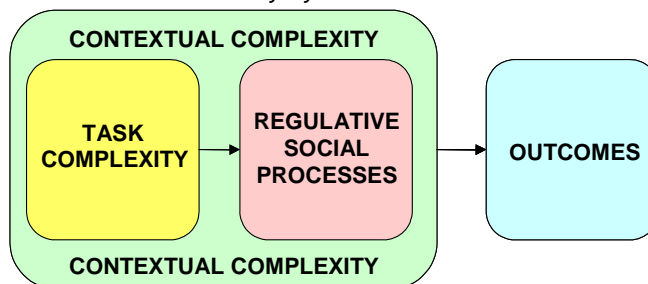 CONTEXTUAL COMPLEXITY
TASK
COMPLEXITY
REGULATIVE
SOCIAL
PROCESSES
OUTCOMES
CONTEXTUAL COMPLEXITY